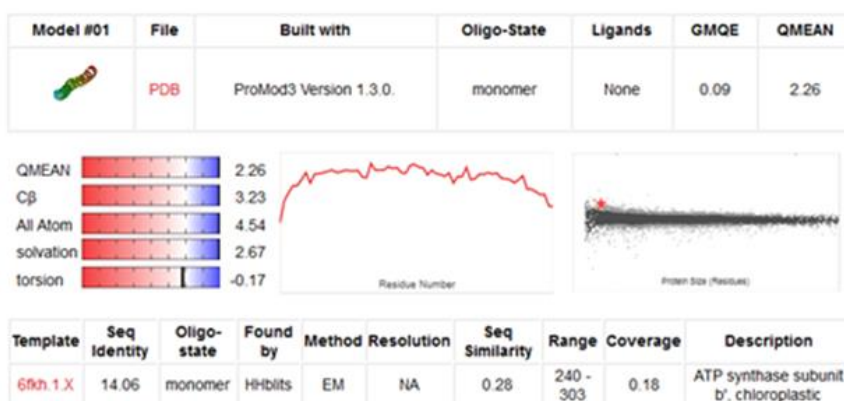 Model #01 File Built with Oligo-State Ligands GMQE QMEAN
PDB ProMod3 Version 1.3.0. monomer None 0.09 2.26
QMEAN 2.26
Cβ 3.23
All Atom 4.54
solvation 2.67
torsion -0.17
Residue Number
Protein Size (Residues)
Template Seq Identity Oligo-state Found by Method Resolution Seq Similarity Range Coverage Description
6fkh.1.X 14.06 monomer HHblits EM NA 0.28 240 - 303 0.18 ATP synthase subunit b', chloroplastic